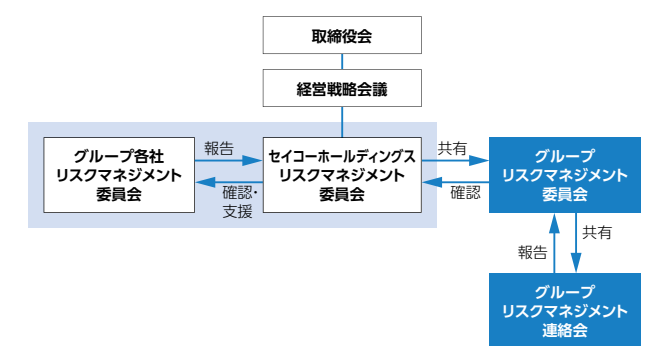 取締役会
経営戦略会議
グループ各社
リスクマネジメント
委員会
報告
確認・
支援
セイコーホールディングス
リスクマネジメント
委員会
共有
確認
グループ
リスクマネジメント
委員会
報告
共有
グループ
リスクマネジメント
連絡会